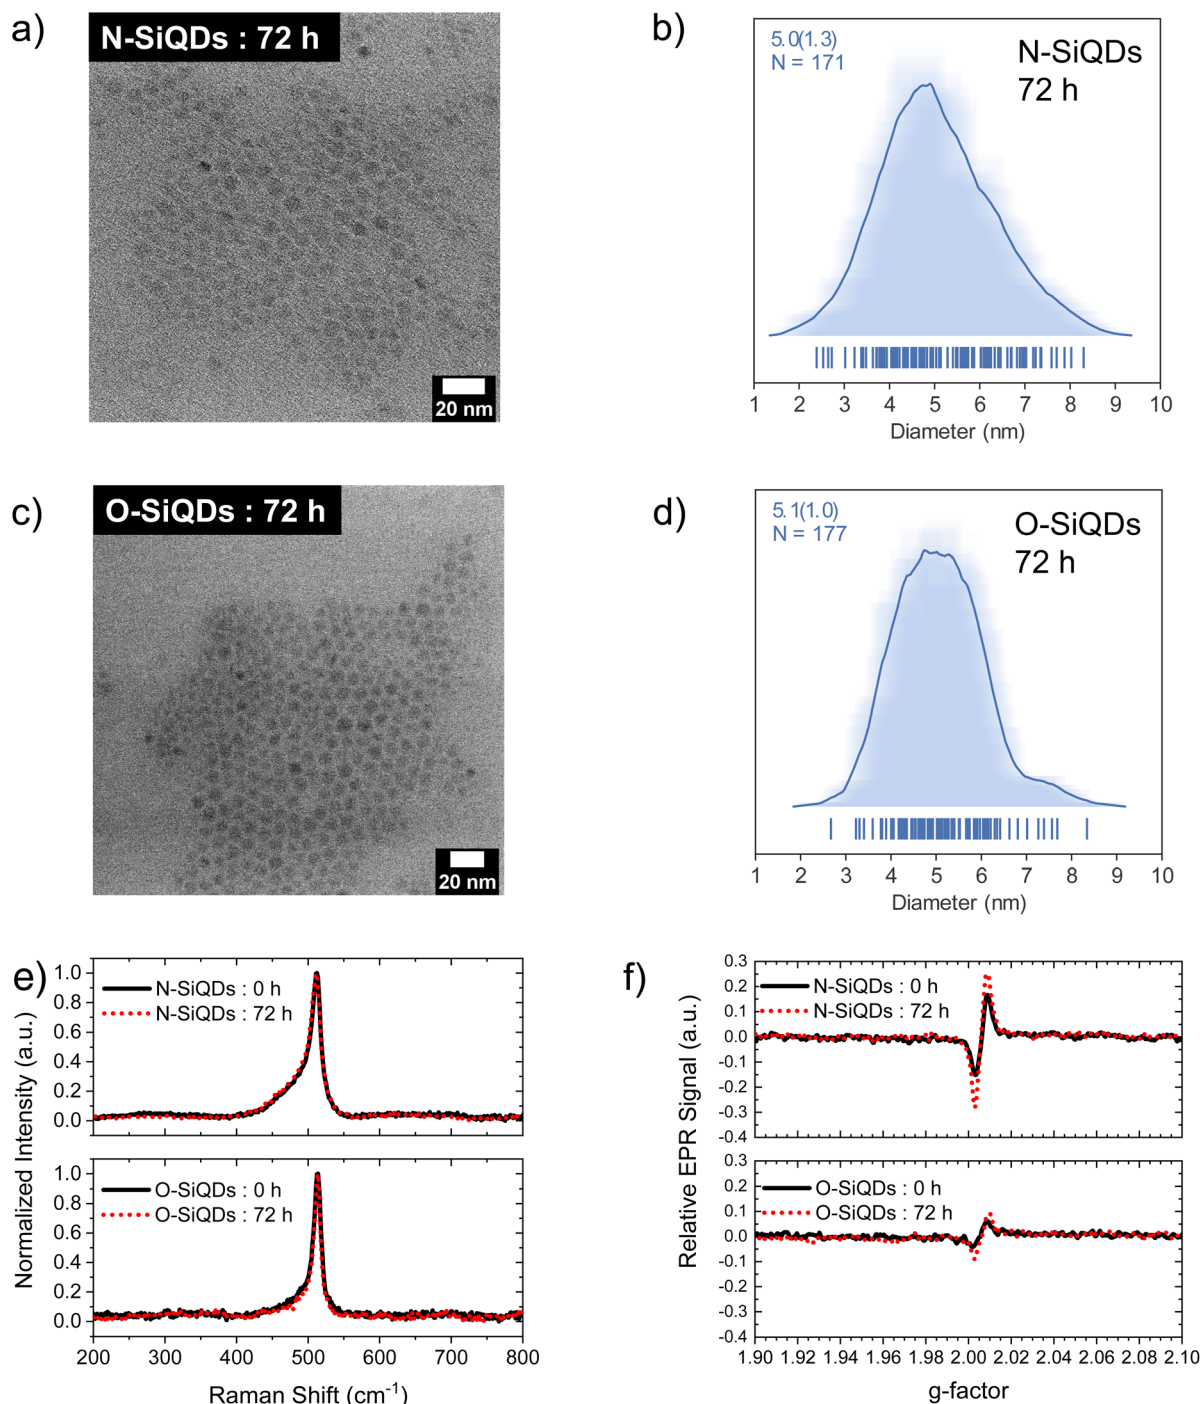 a)
N-SiQDs : 72 h
20 nm
b)
5.0(1.3)
N = 171
N-SiQDs
72 h
1 2 3 4 5 6 7 8 9 10
Diameter (nm)
c)
O-SiQDs : 72 h
20 nm
d)
5.1(1.0)
N = 177
O-SiQDs
72 h
1 2 3 4 5 6 7 8 9 10
Diameter (nm)
e)
Normalized Intensity (a.u.)
1.0
0.8
0.6
0.4
0.2
0.0
N-SiQDs : 0 h
N-SiQDs : 72 h
1.0
0.8
0.6
0.4
0.2
0.0
O-SiQDs : 0 h
O-SiQDs : 72 h
200 300 400 500 600 700 800
Raman Shift (cm-1)
f)
Relative EPR Signal (a.u.)
0.3
0.2
0.1
0.0
-0.1
-0.2
-0.3
-0.4
N-SiQDs : 0 h
N-SiQDs : 72 h
0.3
0.2
0.1
0.0
-0.1
-0.2
-0.3
-0.4
O-SiQDs : 0 h
O-SiQDs : 72 h
1.90 1.92 1.94 1.96 1.98 2.00 2.02 2.04 2.06 2.08 2.10
g-factor